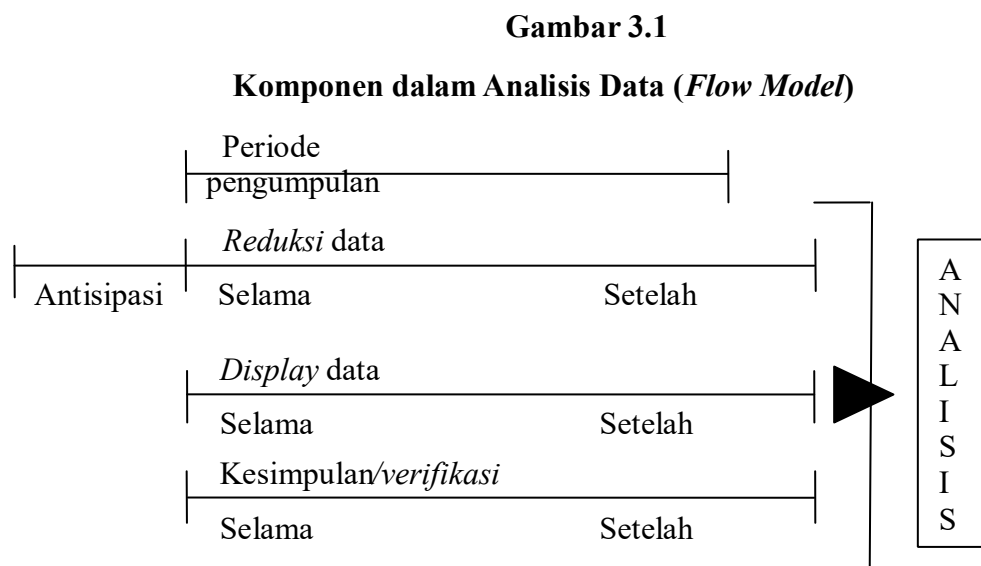 Gambar 3.1
Komponen dalam Analisis Data (Flow Model)
Periode
pengumpulan
Reduksi data
Antisipasi Selama Setelah
Display data
Selama Setelah
Kesimpulan/verifikasi
Selama Setelah
A
N
A
L
I
S
I
S